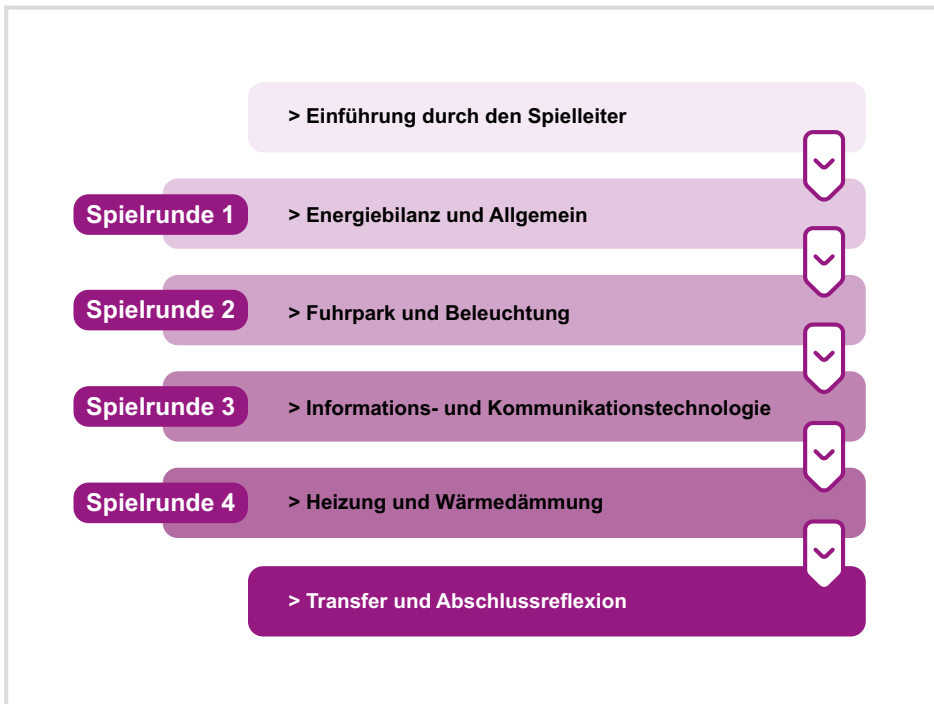 > Einführung durch den Spielleiter
Spielrunde 1
> Energiebilanz und Allgemein
Spielrunde 2
> Fuhrpark und Beleuchtung
Spielrunde 3
> Informations- und Kommunikationstechnologie
Spielrunde 4
> Heizung und Wärmedämmung
> Transfer und Abschlussreflexion